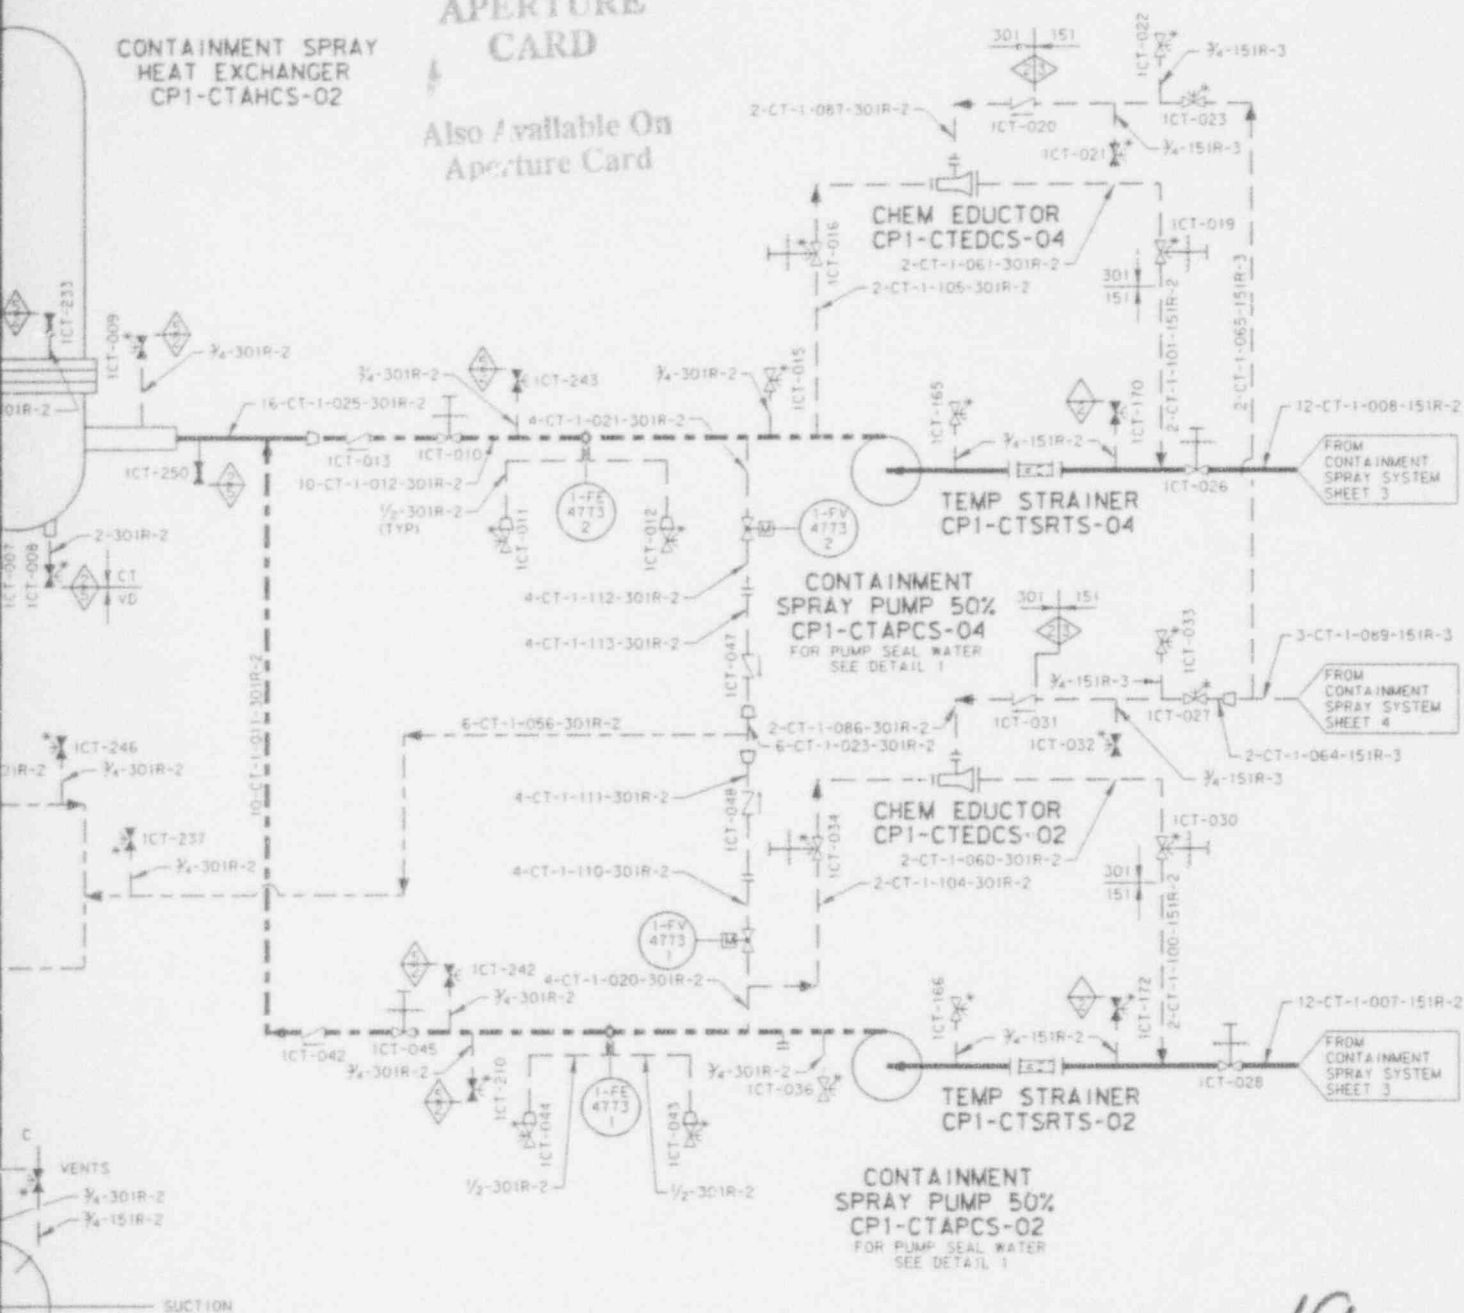 APERTURE
CARD
Also Available On
Aperture Card
CONTAINMENT SPRAY
HEAT EXCHANGER
CP1-CTAHCS-02
301 151
2 3
1CT-022
¾-151R-3
2-CT-1-087-301R-2
1CT-020
1CT-023
1CT-021
¾-151R-3
CHEM EDUCTOR
CP1-CTEDCS-04
1CT-016
1CT-019
2-CT-1-061-301R-2
2-CT-1-105-301R-2
301
151
2-CT-1-101-151R-2
2-CT-1-065-151R-3
1CT-233
1CT-009
¾-301R-2
01R-2
16-CT-1-025-301R-2
¾-301R-2
1CT-243
¾-301R-2
1CT-015
4-CT-1-021-301R-2
1CT-165
1CT-170
12-CT-1-008-151R-2
¾-151R-2
1CT-250
1CT-013
1CT-010
10-CT-1-012-301R-2
½-301R-2
(TYP)
1CT-011
1-FE
4773
2
1CT-012
1-FV
4773
2
M
TEMP STRAINER
CP1-CTSRTS-04
1CT-026
FROM
CONTAINMENT
SPRAY SYSTEM
SHEET 3
1CT-007
1CT-008
2-301R-2
CT
VD
4-CT-1-112-301R-2
4-CT-1-113-301R-2
1CT-047
CONTAINMENT
SPRAY PUMP 50%
CP1-CTAPCS-04
FOR PUMP SEAL WATER
SEE DETAIL 1
301 151
2 3
1CT-033
¾-151R-3
3-CT-1-089-151R-3
FROM
CONTAINMENT
SPRAY SYSTEM
SHEET 4
10-CT-1-011-301R-2
6-CT-1-056-301R-2
2-CT-1-086-301R-2
6-CT-1-023-301R-2
1CT-031
1CT-027
1CT-032
2-CT-1-064-151R-3
¾-151R-3
1CT-246
01R-2
¾-301R-2
4-CT-1-111-301R-2
1CT-048
CHEM EDUCTOR
CP1-CTEDCS-02
1CT-034
1CT-030
2-CT-1-060-301R-2
2-CT-1-104-301R-2
1CT-237
¾-301R-2
4-CT-1-110-301R-2
301
151
2-CT-1-100-151R-2
1-FV
4773
1
M
1CT-242
4-CT-1-020-301R-2
¾-301R-2
1CT-166
1CT-172
12-CT-1-007-151R-2
¾-151R-2
1CT-042
1CT-045
¾-301R-2
1CT-210
1CT-044
1-FE
4773
1
1CT-043
¾-301R-2
1CT-036
TEMP STRAINER
CP1-CTSRTS-02
1CT-028
FROM
CONTAINMENT
SPRAY SYSTEM
SHEET 3
½-301R-2
½-301R-2
C
VENTS
¾-301R-2
¾-151R-2
CONTAINMENT
SPRAY PUMP 50%
CP1-CTAPCS-02
FOR PUMP SEAL WATER
SEE DETAIL 1
SUCTION